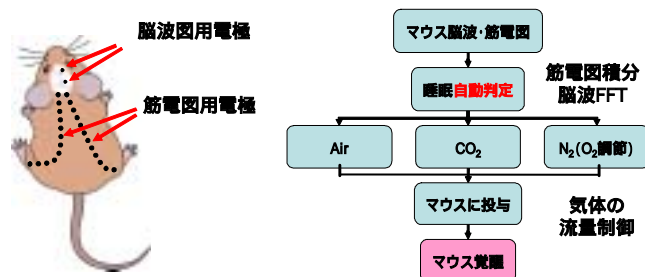 脳波図用電極
筋電図用電極
マウス脳波・筋電図
睡眠自動判定
筋電図積分
脳波FFT
Air
CO₂
N₂(O₂調節)
マウスに投与
気体の
流量制御
マウス覚醒